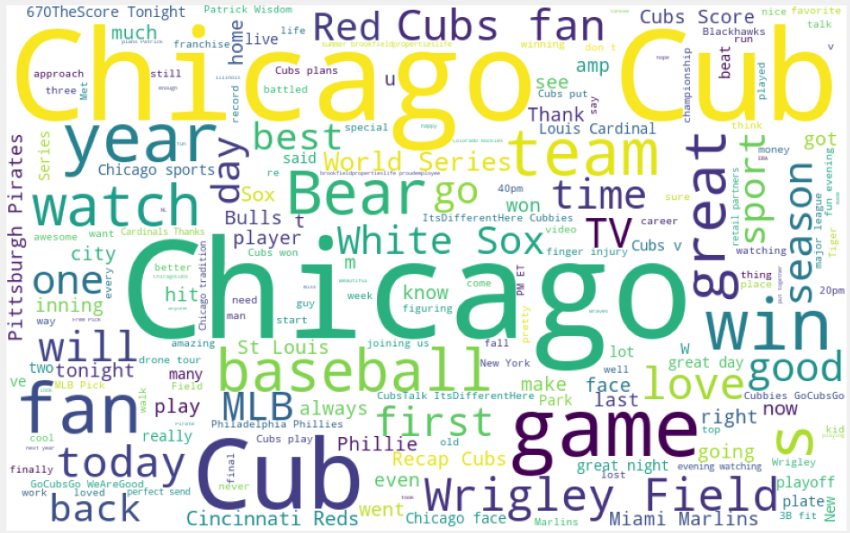 670TheScore Tonight
Patrick Wisdom
Red Cubs fan
Cubs Score
nice favorite
much
franchise
home
live
life
winning
don t
Blackhawks
talk
v
Chicago Cub
approach
still
Cubs plans
u
amp
see
beat
run
played
championship
three
Met
record
battled
Cubs put
say
Thank
year
best
special
Louis Cardinal
think
got
Series
day
said
World Series
team
great
sport
money
Chicago sports
re
brookfieldpropertieslife proudemployee
DBA
season
fun evening
Pittsburgh Pirates
watch
Sox
Bear
go
40pm
time
sure
retail partners
major league
awesome
want
Cardinals Thanks
Bulls
t
won
ItsDifferentHere Cubbies
career
city
player
White Sox
video
TV
Cubs v
watching
Tiger
Chicago tradition
Cubs won
m
finger injury
one
better
every
Chicago
PM ET
thing
place
inning
hit
need
guy
week
know
come
way
man
start
figuring
pretty
20pm
win
will
amazing
St Louis
joining us
fall
W
two
tonight
drone tour
many
New York
lot
great day
good
ve
MLB Pick
Field
baseball
make
well
face
love
Cubbies GoCubsGo
fan
walk
play
MLB
always
CubsTalk ItsDifferentHere
Park
last
right
now
first
game
s
cool
really
Philadelphia Phillies
old
top
kid
next year
Cubs play
Phillie
going
finally
today
final
Cub
even
Recap Cubs
great night
evening watching
Wrigley
playoff
GoCubsGo WeAreGood
never
lost
work
loved
perfect send
went
Wrigley Field
plate
New
back
Cincinnati Reds
Chicago face
Marlins
Miami Marlins
3B fit